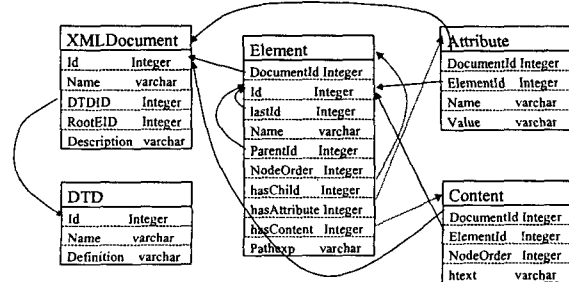 XMLDocument
Id Integer
Name varchar
DTDID Integer
RootEID Integer
Description varchar
DTD
Id Integer
Name varchar
Definition varchar
Element
DocumentId Integer
Id Integer
lastId Integer
Name varchar
ParentId Integer
NodeOrder Integer
hasChild Integer
hasAttribute Integer
hasContent Integer
Pathexp varchar
Attribute
DocumentId Integer
ElementId Integer
Name varchar
Value varchar
Content
DocumentId Integer
ElementId Integer
NodeOrder Integer
htext varchar